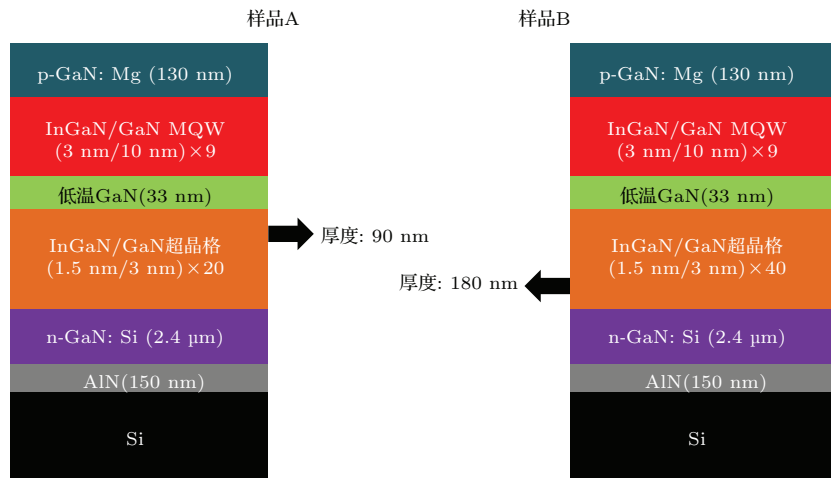 样品A
样品B
p-GaN: Mg (130 nm)
InGaN/GaN MQW
(3 nm/10 nm)×9
低温GaN(33 nm)
InGaN/GaN超晶格
(1.5 nm/3 nm)×20
n-GaN: Si (2.4 µm)
AlN(150 nm)
Si
厚度: 90 nm
厚度: 180 nm
p-GaN: Mg (130 nm)
InGaN/GaN MQW
(3 nm/10 nm)×9
低温GaN(33 nm)
InGaN/GaN超晶格
(1.5 nm/3 nm)×40
n-GaN: Si (2.4 µm)
AlN(150 nm)
Si